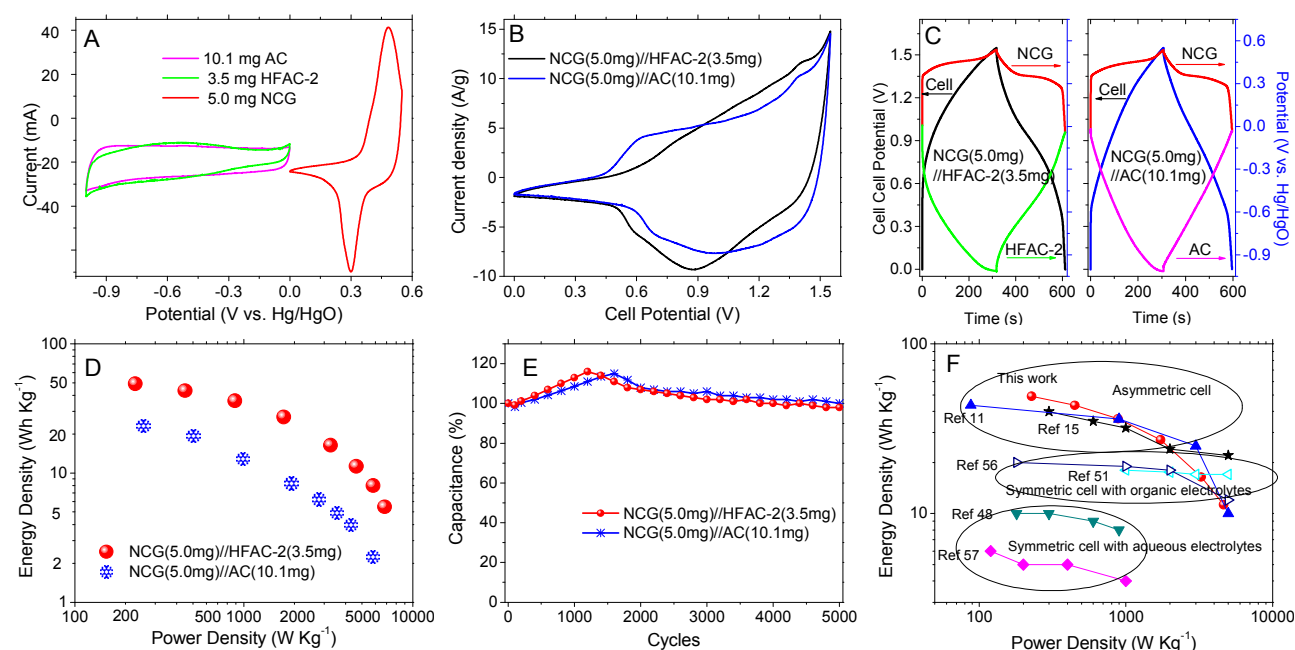 A
10.1 mg AC
3.5 mg HFAC-2
5.0 mg NCG
40
20
0
-20
-40
Current (mA)
-0.9
-0.6
-0.3
0.0
0.3
0.6
Potential (V vs. Hg/HgO)
B
NCG(5.0mg)//HFAC-2(3.5mg)
NCG(5.0mg)//AC(10.1mg)
15
10
5
0
-5
-10
Current density (A/g)
0.0
0.3
0.6
0.9
1.2
1.5
Cell Potential (V)
C
NCG
NCG
Cell
Cell
NCG(5.0mg)
//HFAC-2(3.5mg)
NCG(5.0mg)
//AC(10.1mg)
HFAC-2
AC
1.8
1.5
1.2
0.9
0.6
0.3
0.0
Cell Cell Potential (V)
0.6
0.3
0.0
-0.3
-0.6
-0.9
Potential (V vs. Hg/HgO)
0
200
400
600
0
200
400
600
Time (s)
Time (s)
D
100
50
20
10
5
2
1
Energy Density (Wh Kg-1)
NCG(5.0mg)//HFAC-2(3.5mg)
NCG(5.0mg)//AC(10.1mg)
100
200
500
1000
2000
5000
10000
Power Density (W Kg-1)
E
120
100
80
60
40
20
0
Capacitance (%)
NCG(5.0mg)//HFAC-2(3.5mg)
NCG(5.0mg)//AC(10.1mg)
0
1000
2000
3000
4000
5000
Cycles
F
100
10
Energy Density (Wh Kg-1)
This work
Asymmetric cell
Ref 11
Ref 15
Ref 56
Ref 51
Symmetric cell with organic electrolytes
Ref 48
Symmetric cell with aqueous electrolytes
Ref 57
100
1000
10000
Power Density (W Kg-1)